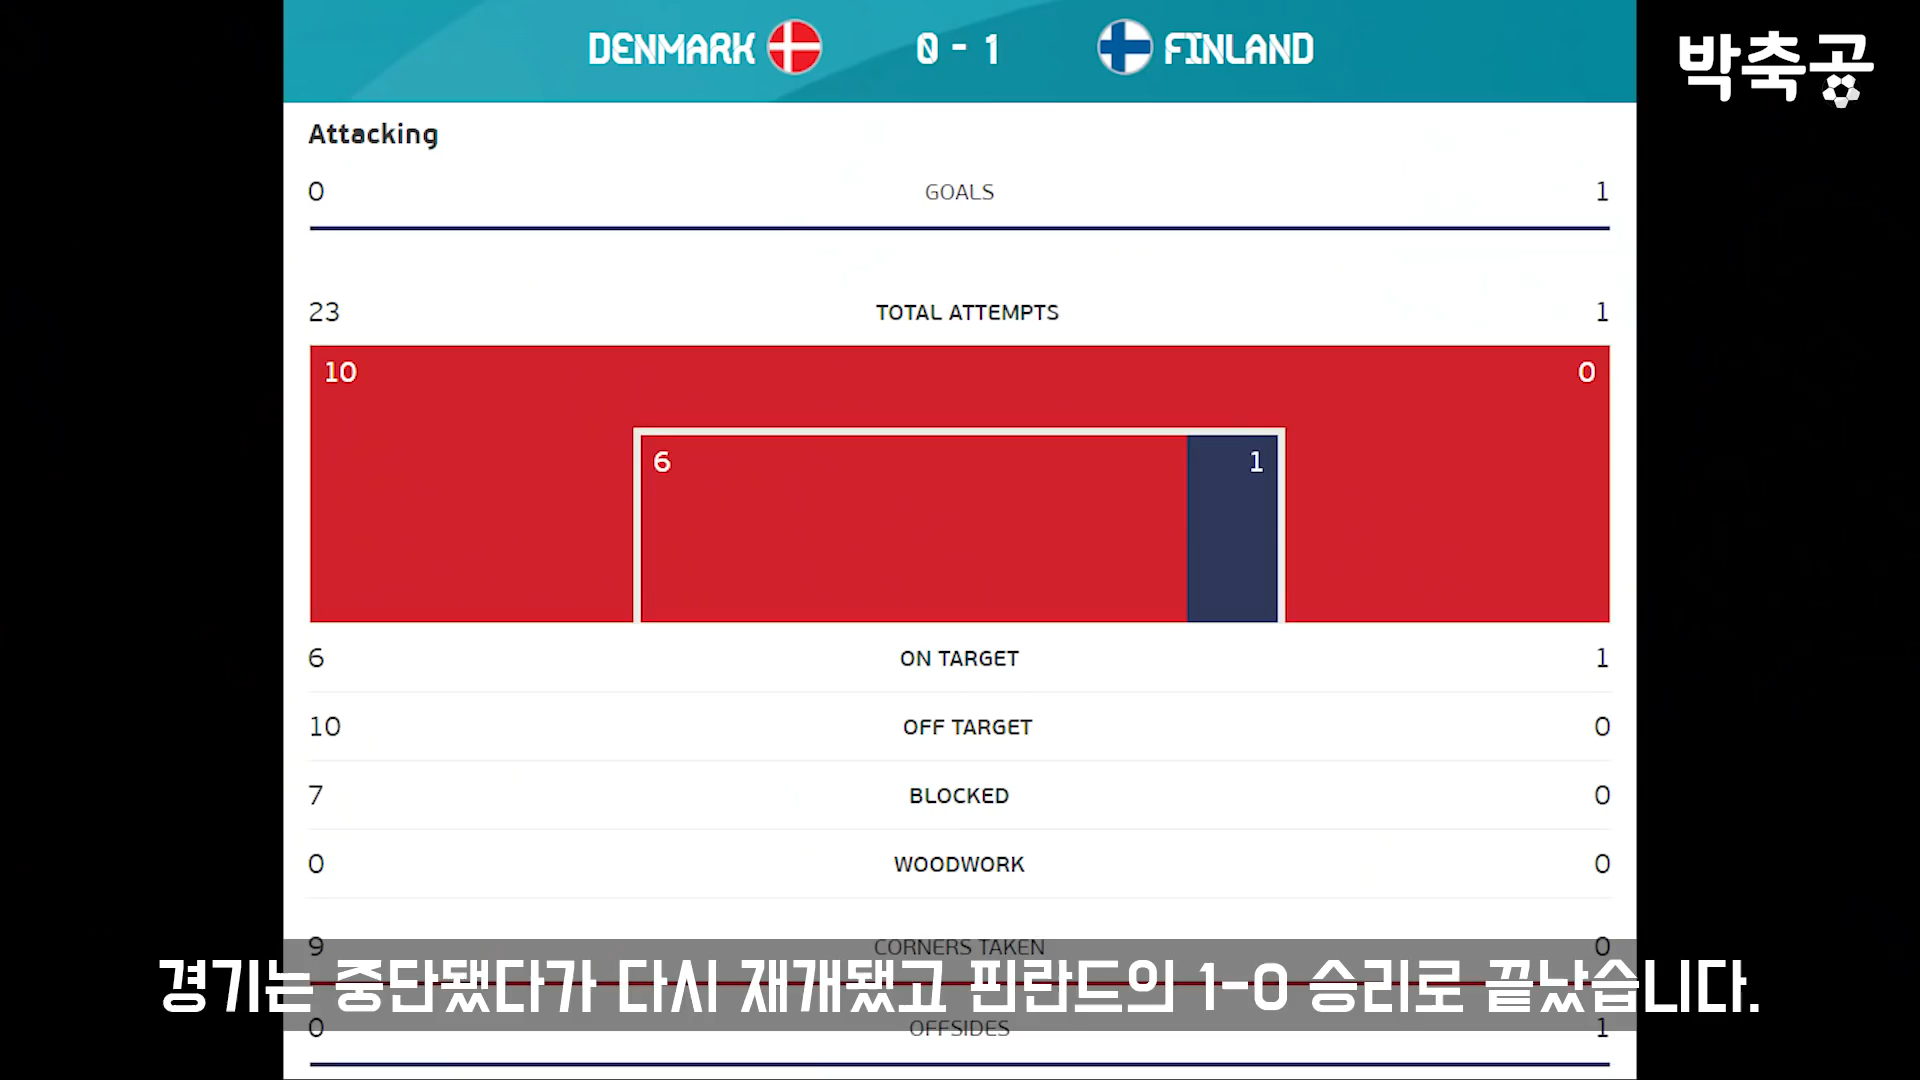 DENMARK 0 - 1 FINLAND
박축공
Attacking
0 GOALS 1
23 TOTAL ATTEMPTS 1
10 0
6 1
6 ON TARGET 1
10 OFF TARGET 0
7 BLOCKED 0
0 WOODWORK 0
9 CORNERS TAKEN 0
경기는 중단됐다가 다시 재개됐고 핀란드의 1-0 승리로 끝났습니다.
0 OFFSIDES 1